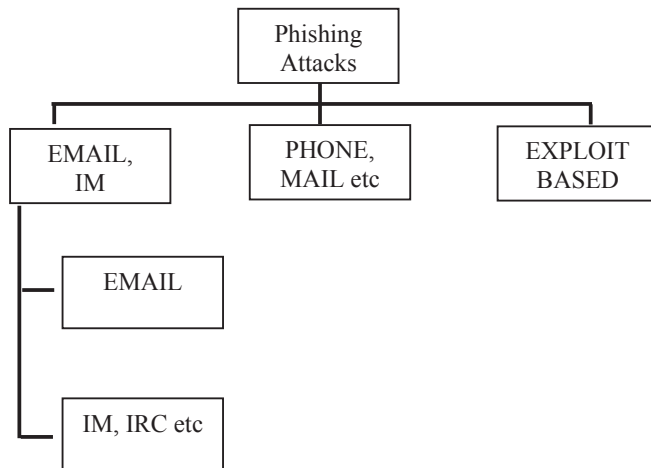 Phishing
Attacks
EMAIL,
IM
PHONE,
MAIL etc
EXPLOIT
BASED
EMAIL
IM, IRC etc